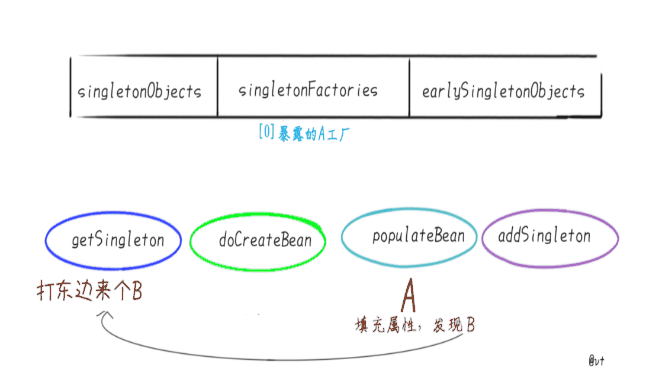 singletonObjects singletonFactories earlySingletonObjects
[0]暴露的A工厂
getSingleton doCreateBean populateBean addSingleton
打东边来个B A
填充属性，发现B
@vt